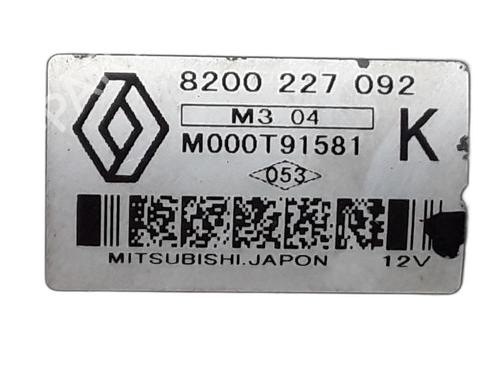 8200 227 092
M3 04
M000T91581
K
053
MITSUBISHI.JAPON
12V